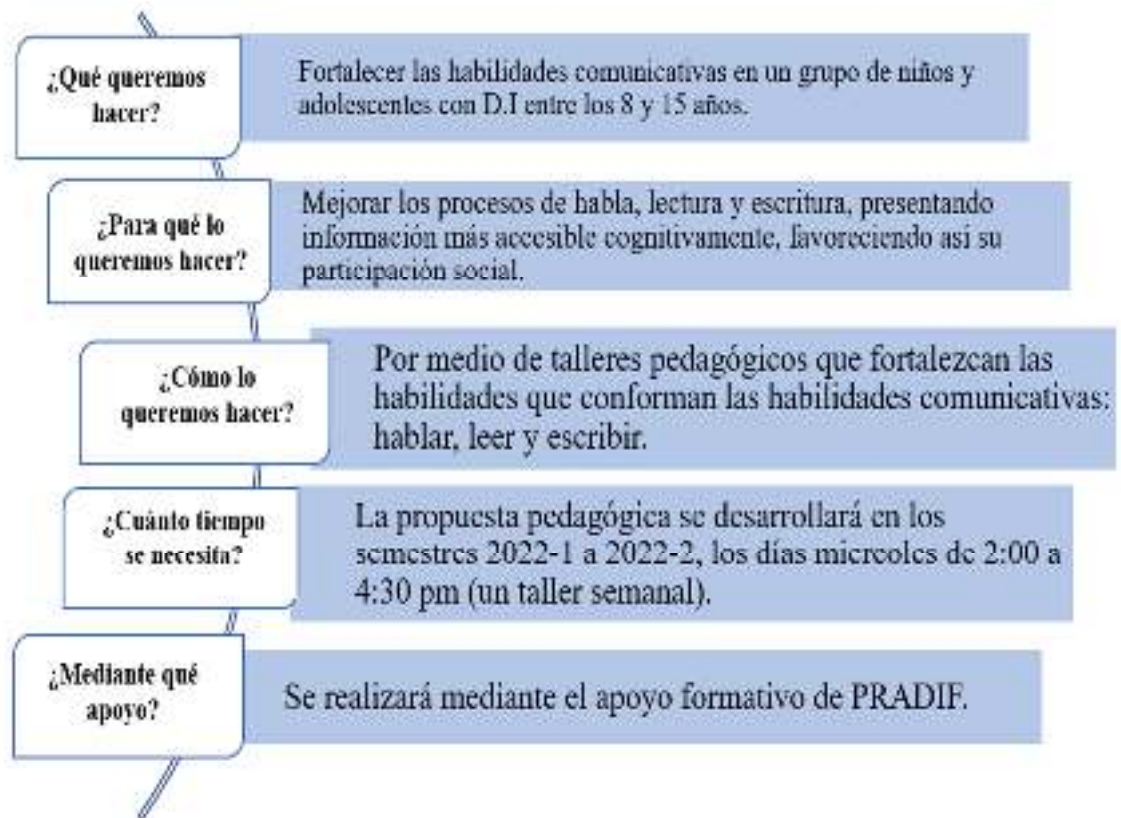 ¿Qué queremos
hacer?
Fortalecer las habilidades comunicativas en un grupo de niños y
adolescentes con D.I entre los 8 y 15 años.
¿Para qué lo
queremos hacer?
Mejorar los procesos de habla, lectura y escritura, presentando
información más accesible cognitivamente, favoreciendo así su
participación social.
¿Cómo lo
queremos hacer?
Por medio de talleres pedagógicos que fortalezcan las
habilidades que conforman las habilidades comunicativas:
hablar, leer y escribir.
¿Cuánto tiempo
se necesita?
La propuesta pedagógica se desarrollará en los
semestres 2022-1 a 2022-2, los días miercoles de 2:00 a
4:30 pm (un taller semanal).
¿Mediante qué
apoyo?
Se realizará mediante el apoyo formativo de PRADIF.